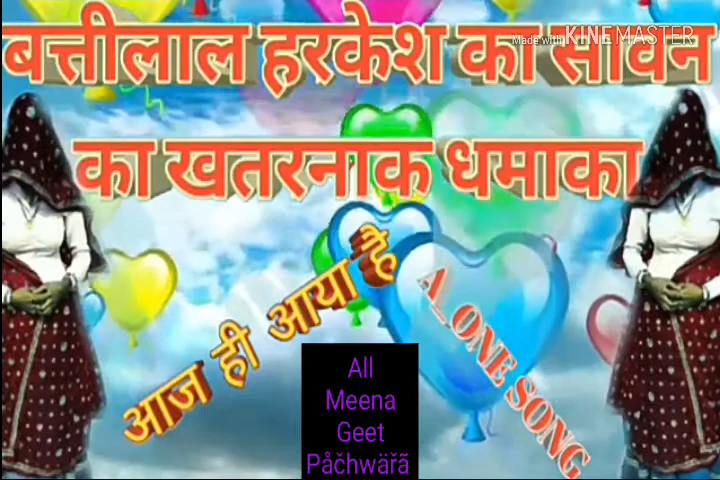 Made with KINEMASTER
बत्तीलाल हरकेश का सावन
का खतरनाक धमाका
आज ही आया है
A_ONE SONG
All
Meena
Geet
Påčhwäřã